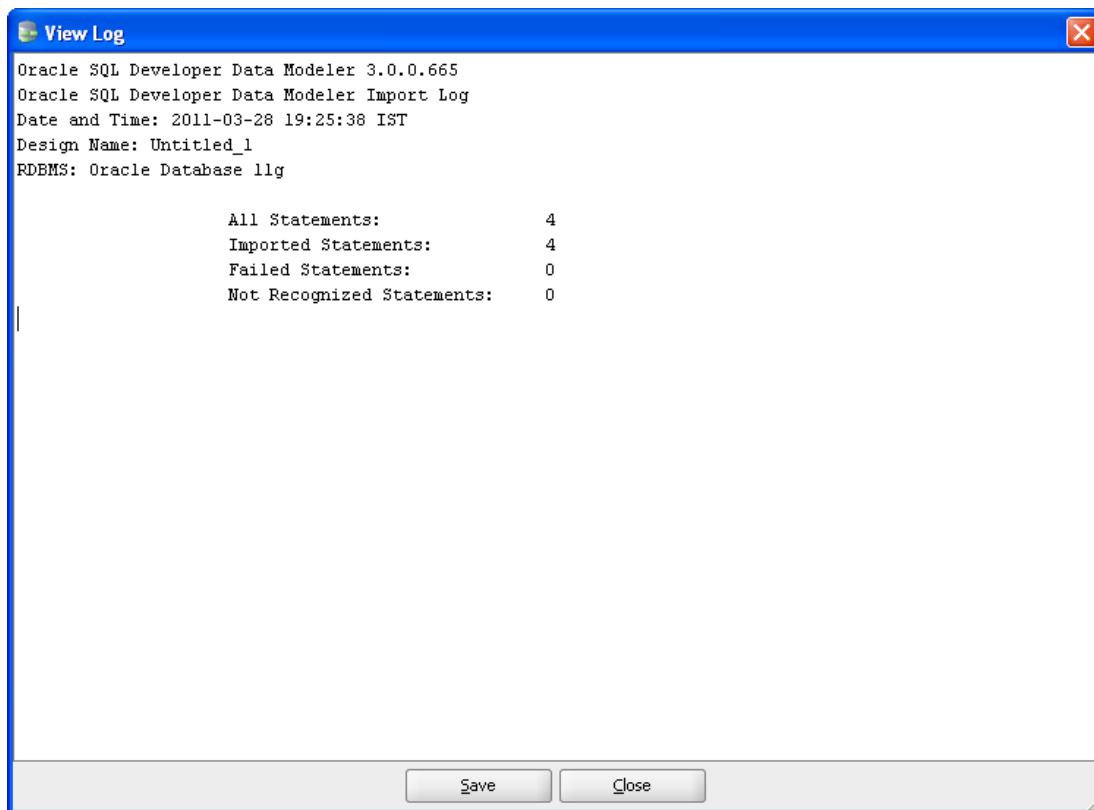 View Log
Oracle SQL Developer Data Modeler 3.0.0.665
Oracle SQL Developer Data Modeler Import Log
Date and Time: 2011-03-28 19:25:38 IST
Design Name: Untitled_1
RDBMS: Oracle Database 11g
All Statements: 4
Imported Statements: 4
Failed Statements: 0
Not Recognized Statements: 0
Save Close